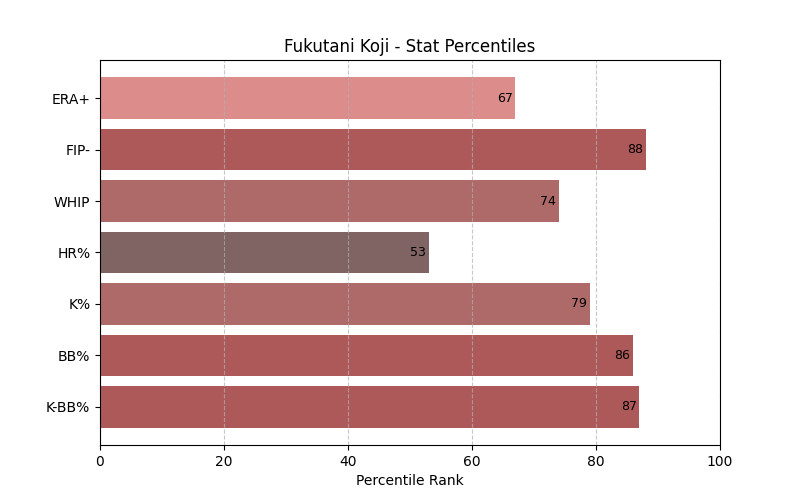 Fukutani Koji - Stat Percentiles
ERA+ 67
FIP- 88
WHIP 74
HR% 53
K% 79
BB% 86
K-BB% 87
0 20 40 60 80 100
Percentile Rank